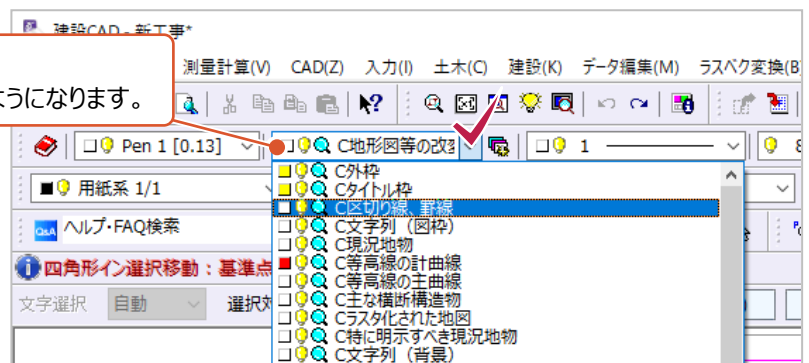 建設CAD - 新工事*
測量計算(V) CAD(Z) 入力(I) 土木(C) 建設(K) データ編集(M) ラスベク変換(B)
ようになります。
Pen 1 [0.13] C地形図等の改変 1 8
用紙系 1/1
C外枠
Cタイトル枠
C区切り線、罫線
ヘルプ・FAQ検索
C文字列（図枠）
C現況地物
四角形イン選択移動：基準点
C等高線の計曲線
C等高線の主曲線
文字選択 自動 選択対
C主な横断構造物
Cラスタ化された地図
C特に明示すべき現況地物
C文字列（背景）